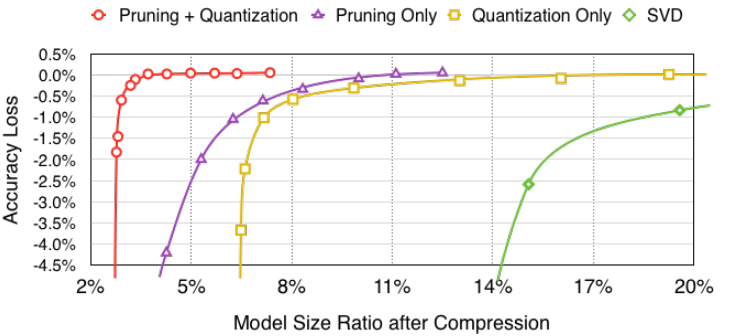 Pruning + Quantization Pruning Only Quantization Only SVD
0.5%
0.0%
-0.5%
-1.0%
-1.5%
-2.0%
-2.5%
-3.0%
-3.5%
-4.0%
-4.5%
Accuracy Loss
2% 5% 8% 11% 14% 17% 20%
Model Size Ratio after Compression